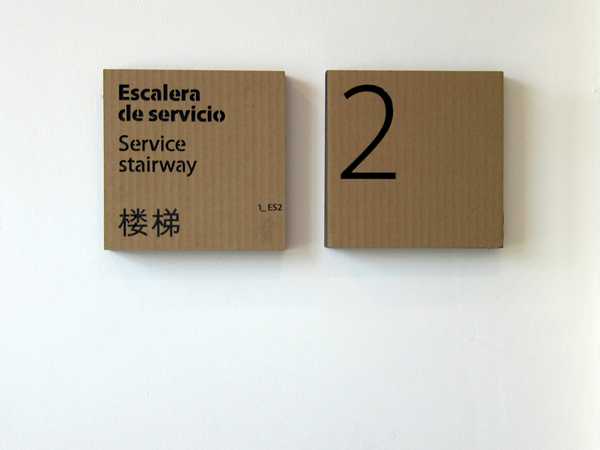 Escalera
de servicio
Service
stairway
1_ES2
楼梯
2